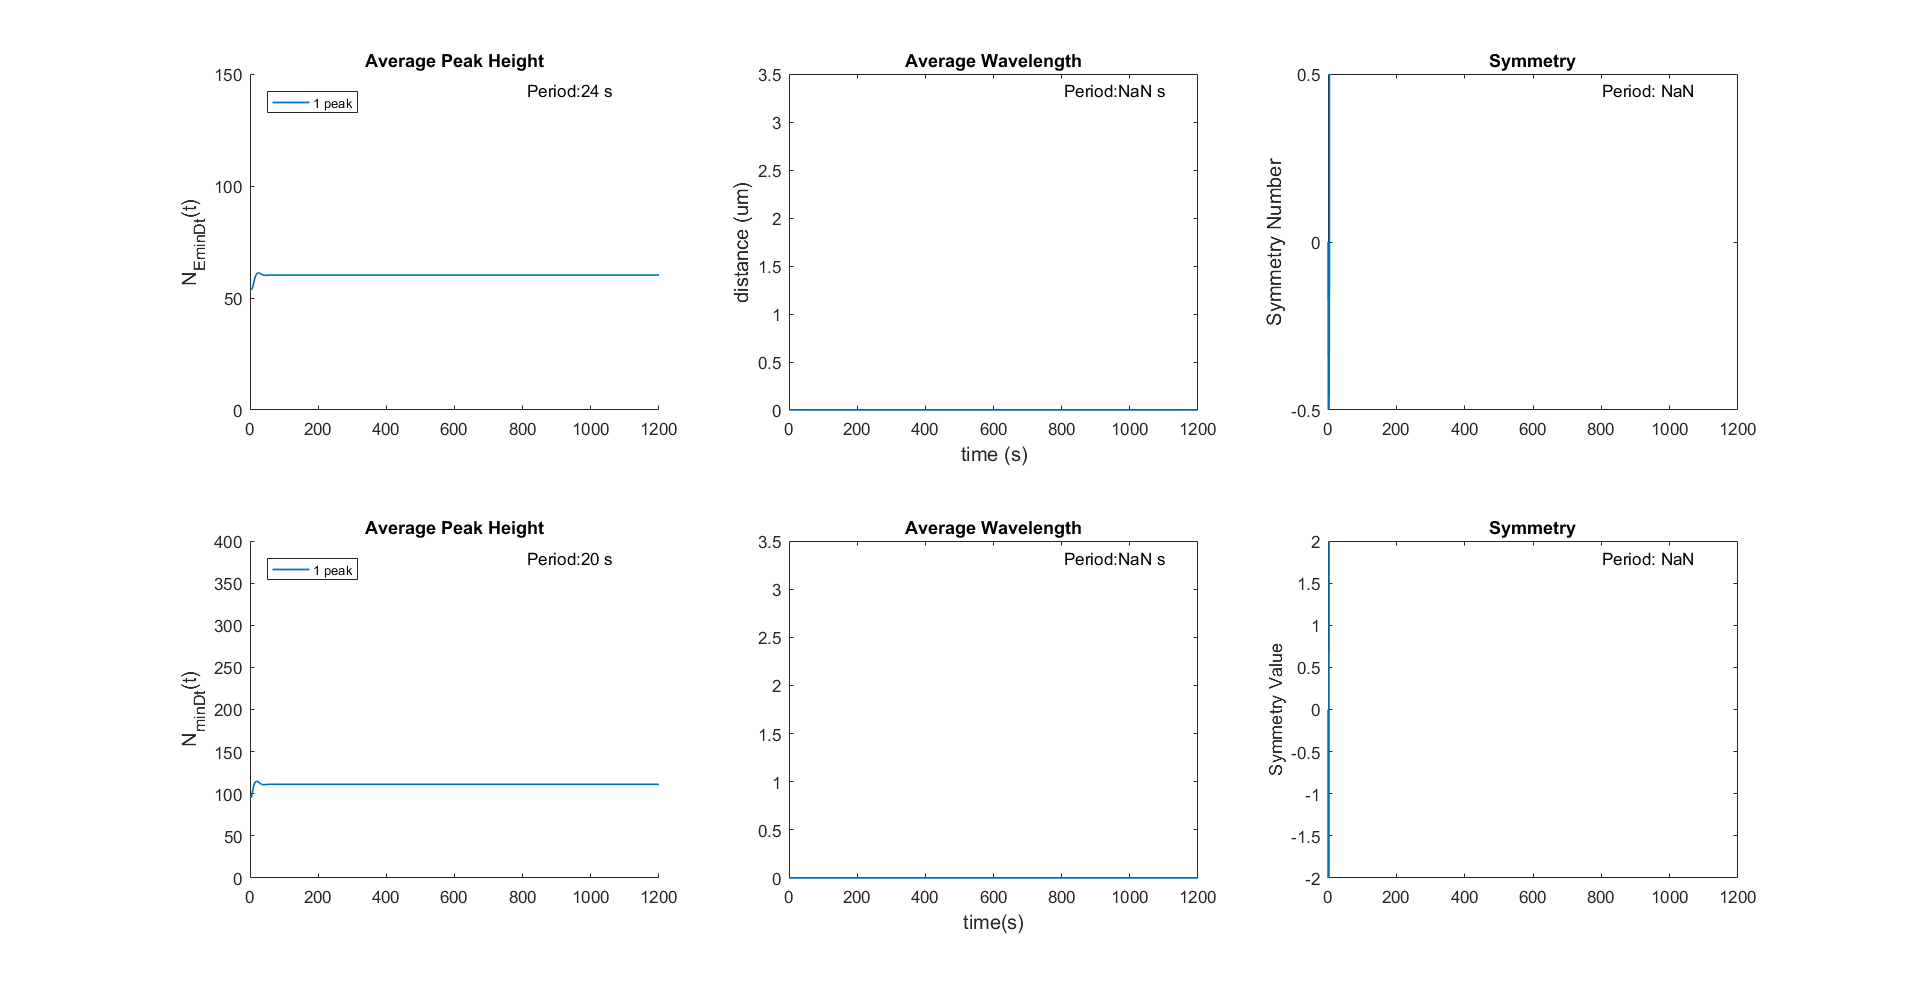 Average Peak Height
Period:24 s
1 peak
150
100
50
0
N_EminDt(t)
0 200 400 600 800 1000 1200
Average Wavelength
Period:NaN s
3.5
3
2.5
2
1.5
1
0.5
0
distance (um)
0 200 400 600 800 1000 1200
time (s)
Symmetry
Period: NaN
0.5
0
-0.5
Symmetry Number
0 200 400 600 800 1000 1200
Average Peak Height
Period:20 s
1 peak
400
350
300
250
200
150
100
50
0
N_minDt(t)
0 200 400 600 800 1000 1200
Average Wavelength
Period:NaN s
3.5
3
2.5
2
1.5
1
0.5
0
0 200 400 600 800 1000 1200
time(s)
Symmetry
Period: NaN
2
1.5
1
0.5
0
-0.5
-1
-1.5
-2
Symmetry Value
0 200 400 600 800 1000 1200